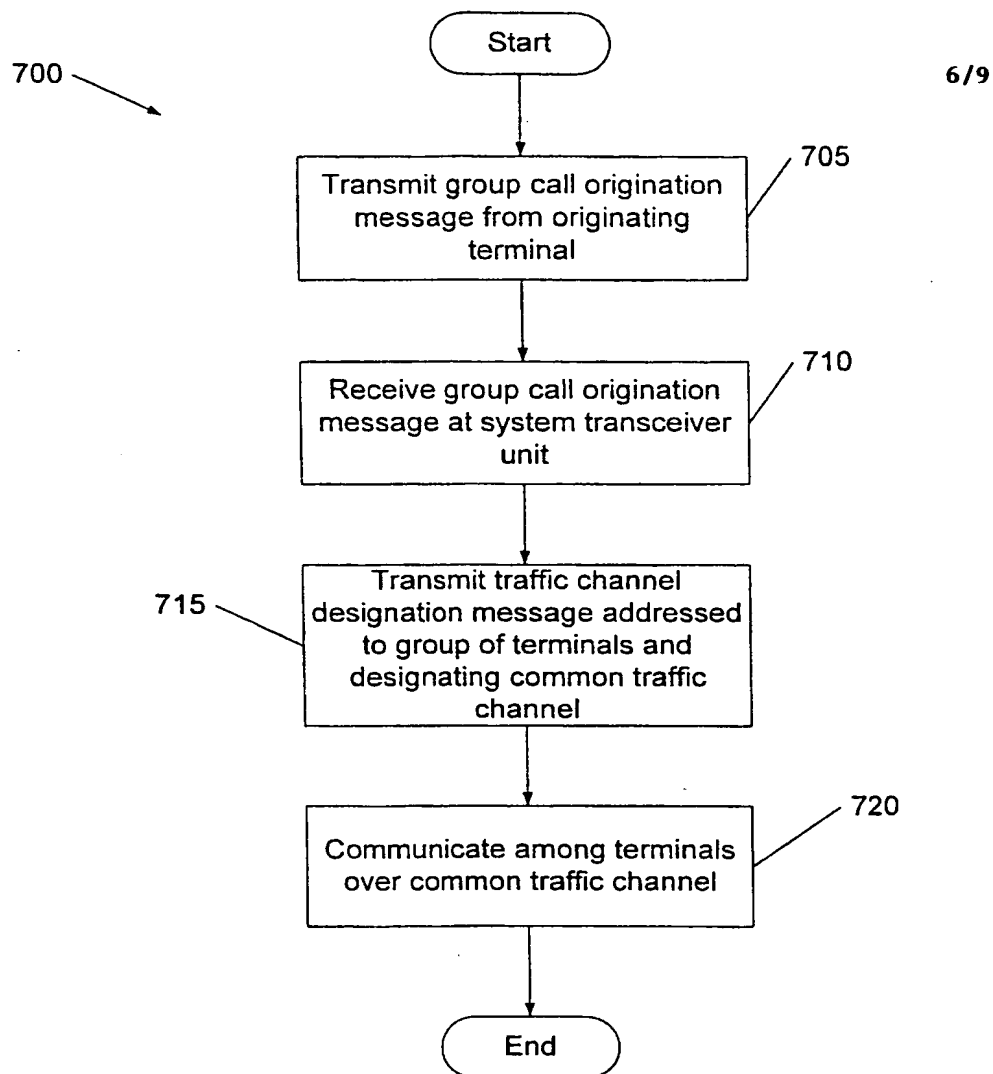 Start
700
6/9
705
Transmit group call origination
message from originating
terminal
710
Receive group call origination
message at system transceiver
unit
715
Transmit traffic channel
designation message addressed
to group of terminals and
designating common traffic
channel
720
Communicate among terminals
over common traffic channel
End